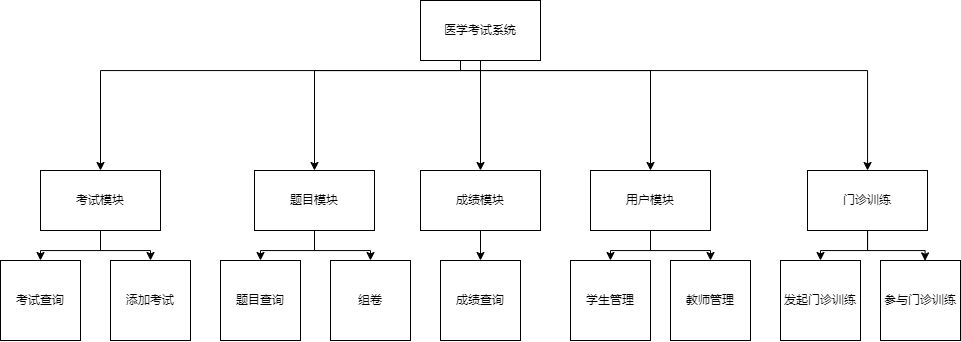 医学考试系统
考试模块
题目模块
成绩模块
用户模块
门诊训练
考试查询
添加考试
题目查询
组卷
成绩查询
学生管理
教师管理
发起门诊训练
参与门诊训练